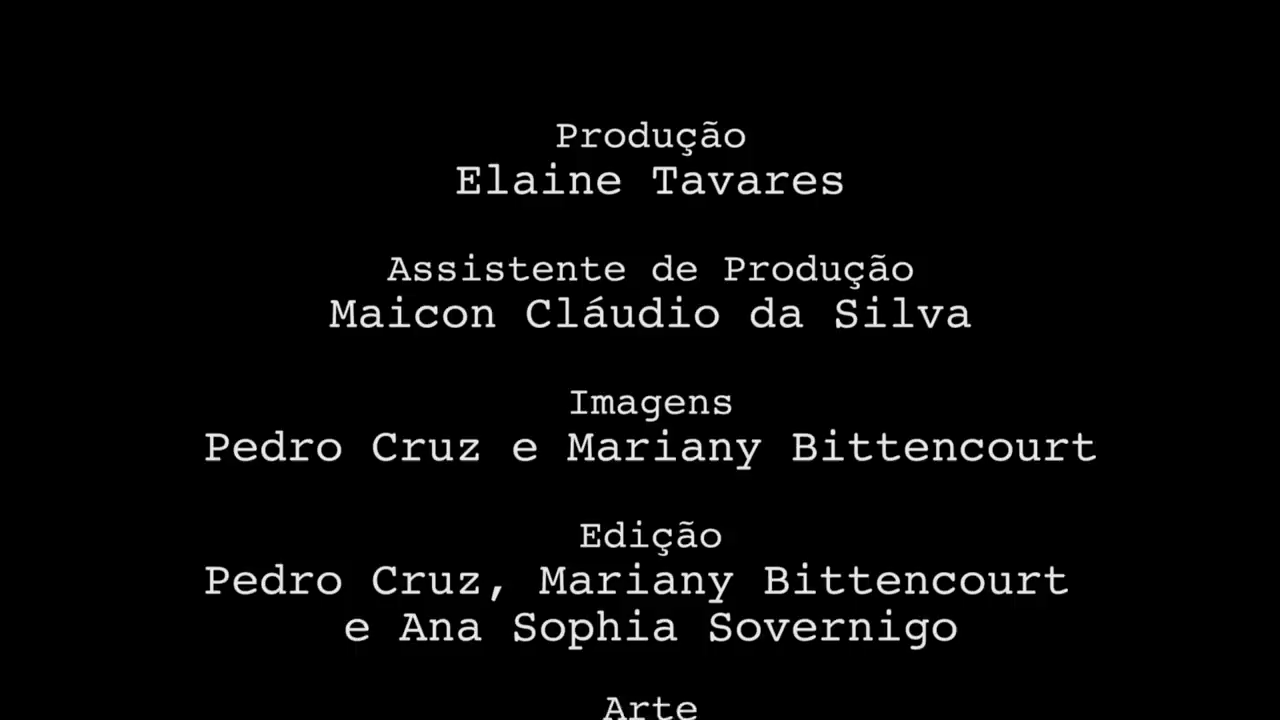 Produção
Elaine Tavares
Assistente de Produção
Maicon Cláudio da Silva
Imagens
Pedro Cruz e Mariany Bittencourt
Edição
Pedro Cruz, Mariany Bittencourt
e Ana Sophia Sovernigo
Arte